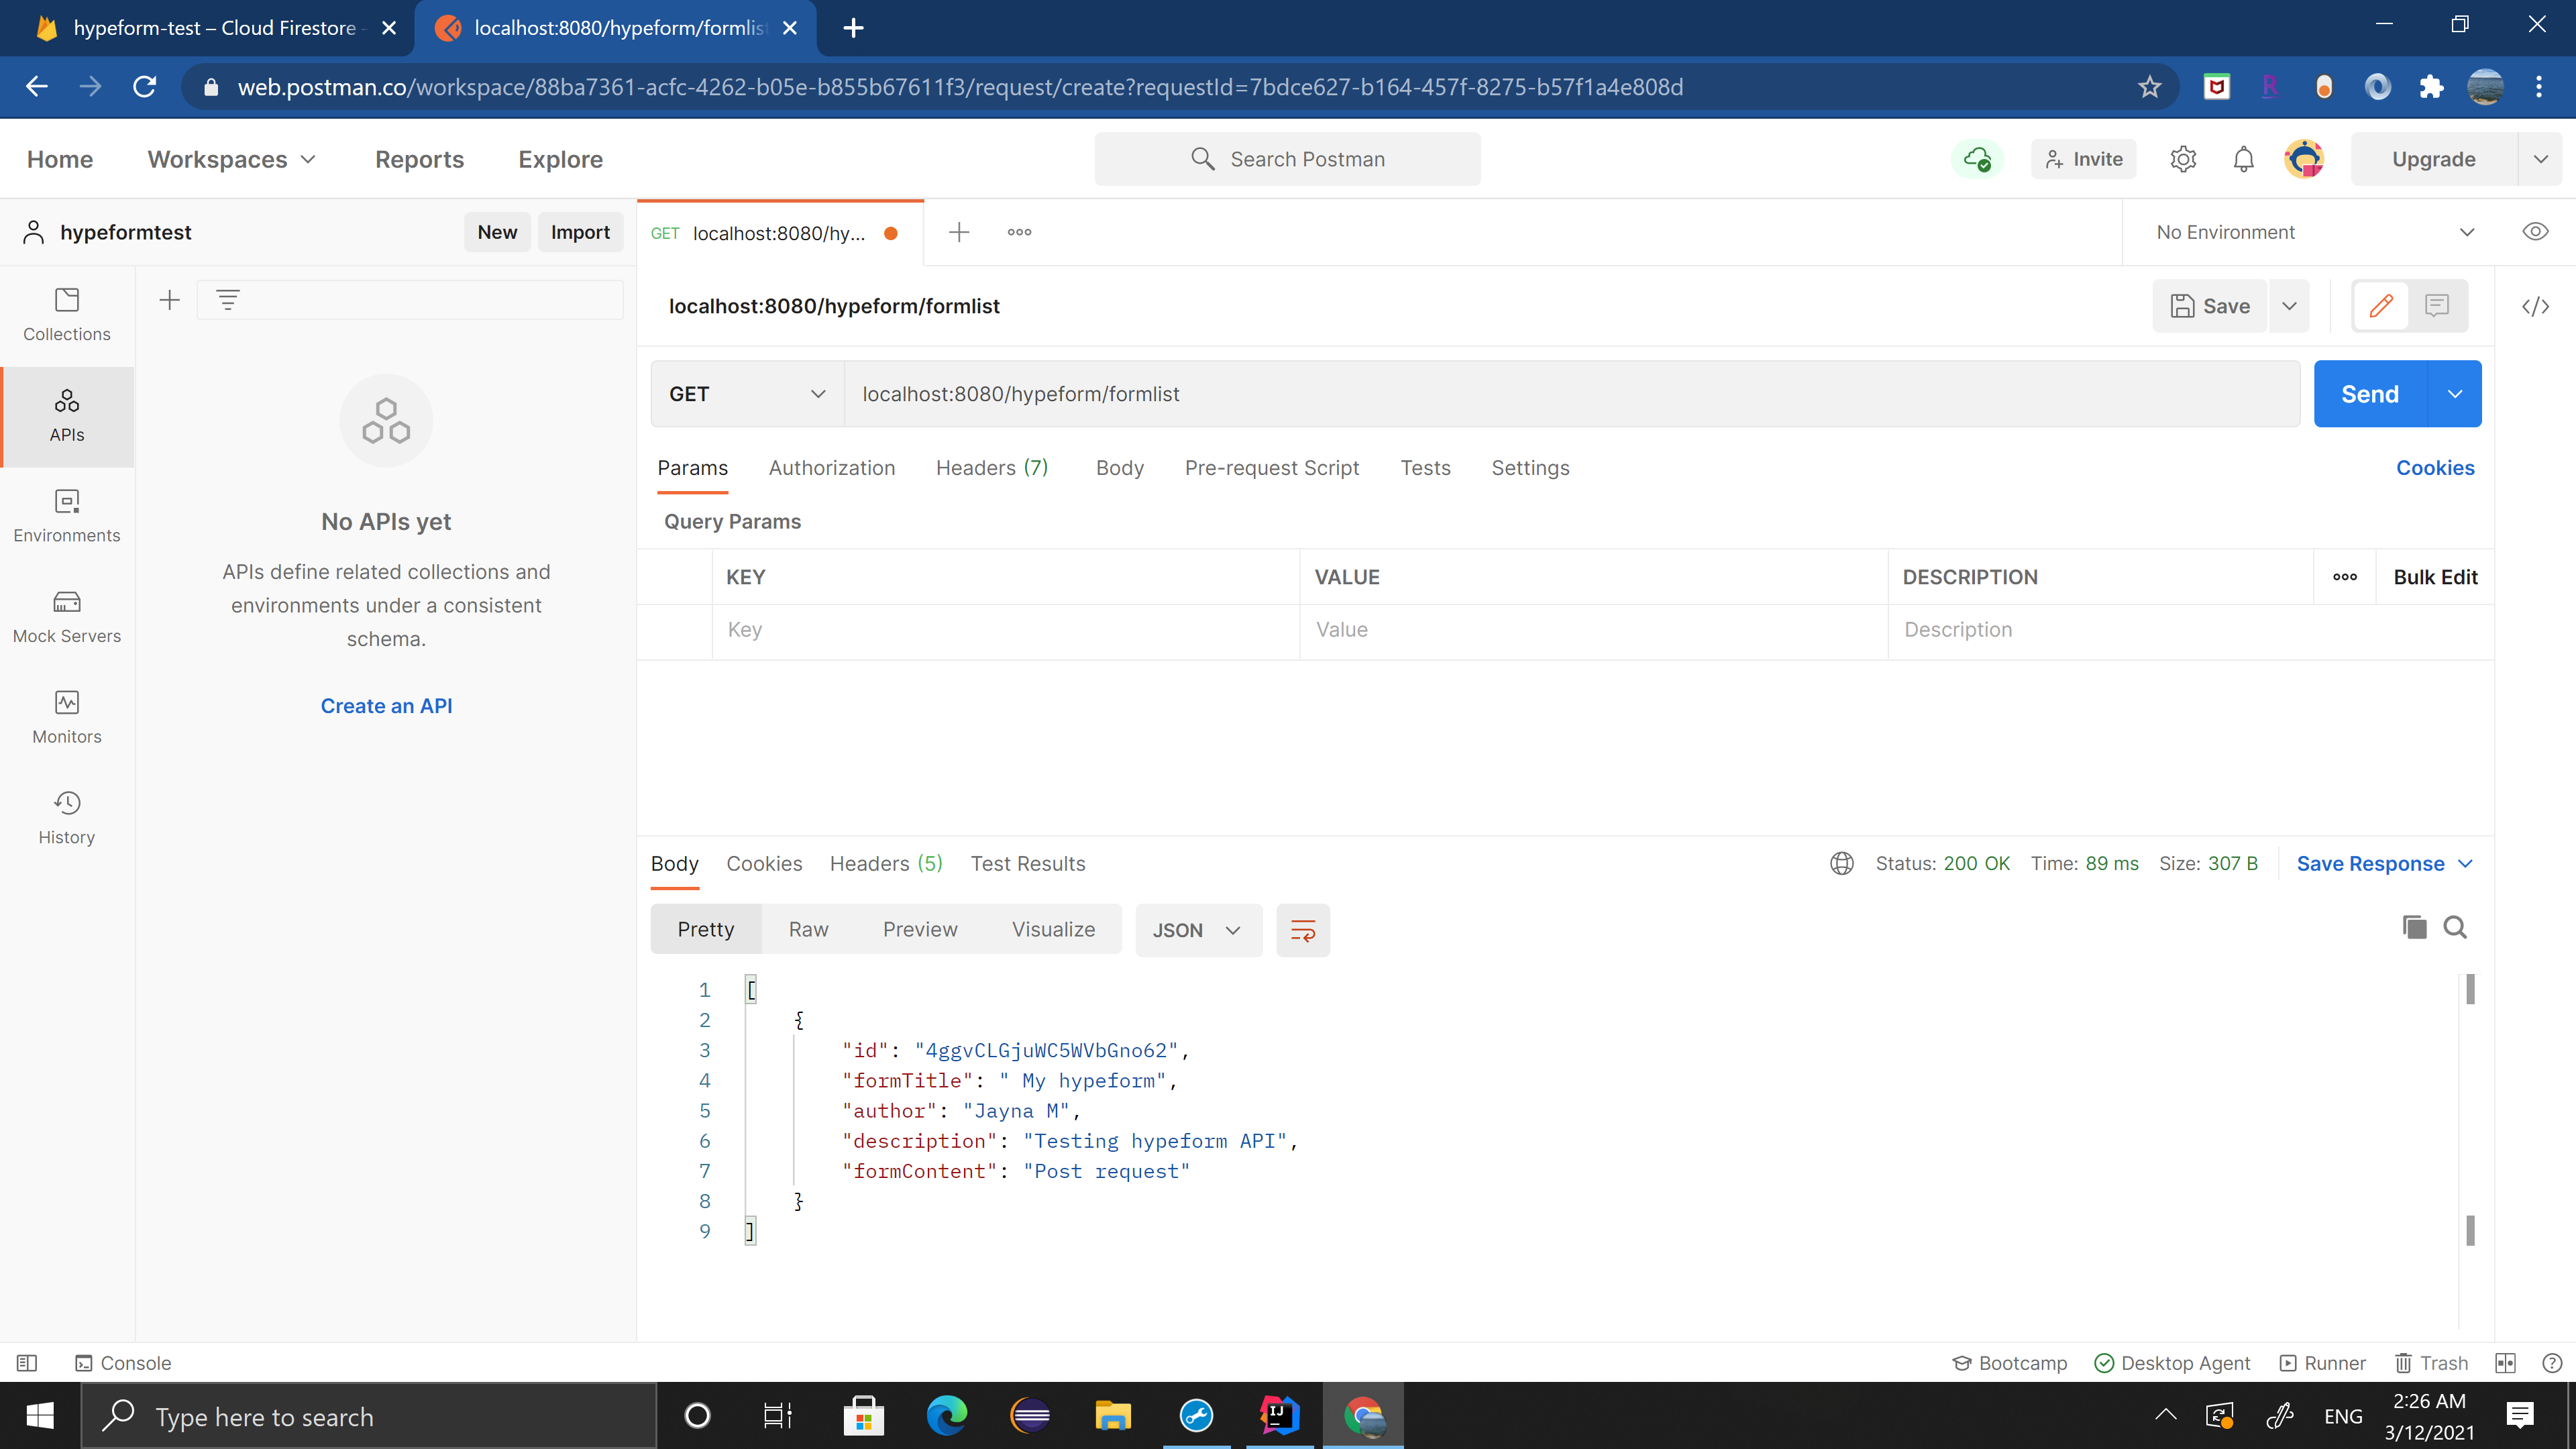 hypeform-test – Cloud Firestore -
localhost:8080/hypeform/formlis
web.postman.co/workspace/88ba7361-acfc-4262-b05e-b855b67611f3/request/create?requestId=7bdce627-b164-457f-8275-b57f1a4e808d
Home Workspaces Reports Explore
Search Postman
Invite
Upgrade
hypeformtest
New Import
GET localhost:8080/hy...
No Environment
Collections
APIs
Environments
Mock Servers
Monitors
History
No APIs yet
APIs define related collections and
environments under a consistent
schema.
Create an API
localhost:8080/hypeform/formlist
Save
GET localhost:8080/hypeform/formlist
Send
Params Authorization Headers (7) Body Pre-request Script Tests Settings Cookies
Query Params
KEY VALUE DESCRIPTION Bulk Edit
Key Value Description
Body Cookies Headers (5) Test Results
Status: 200 OK Time: 89 ms Size: 307 B Save Response
Pretty Raw Preview Visualize JSON
1 [
2 {
3 "id": "4ggvCLGjuWC5WVbGno62",
4 "formTitle": " My hypeform",
5 "author": "Jayna M",
6 "description": "Testing hypeform API",
7 "formContent": "Post request"
8 }
9 ]
Console
Bootcamp Desktop Agent Runner Trash
Type here to search
IJ
ENG
2:26 AM
3/12/2021